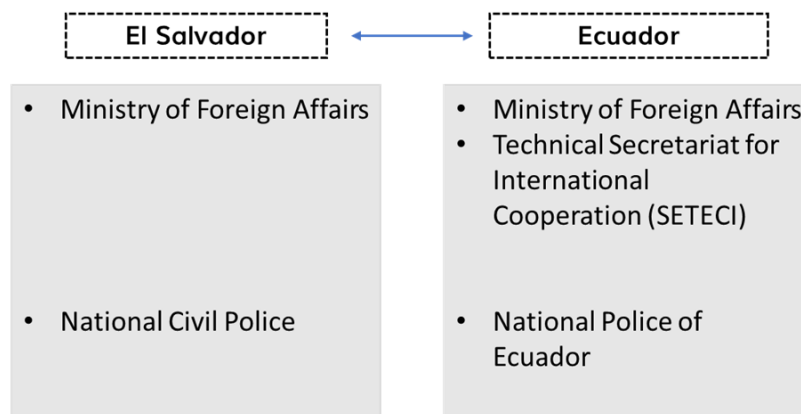 El Salvador
Ecuador
• Ministry of Foreign Affairs
• National Civil Police
• Ministry of Foreign Affairs
• Technical Secretariat for
International
Cooperation (SETECI)
• National Police of
Ecuador